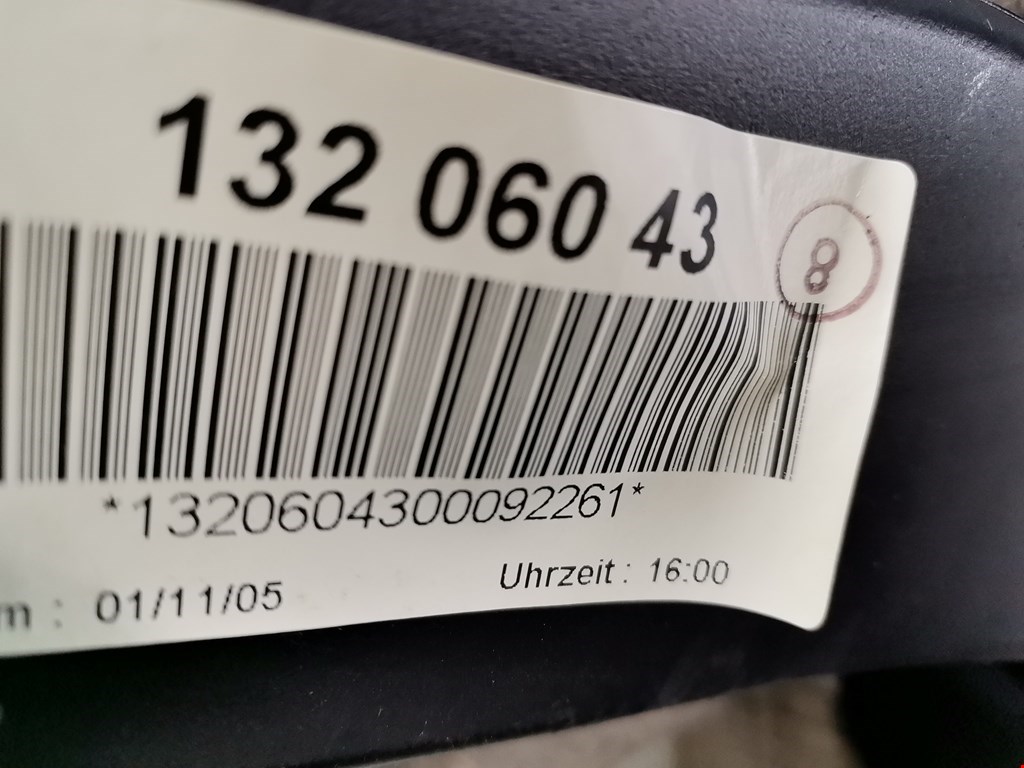 132 060 43
8
*1320604300092261*
m : 01/11/05
Uhrzeit : 16:00